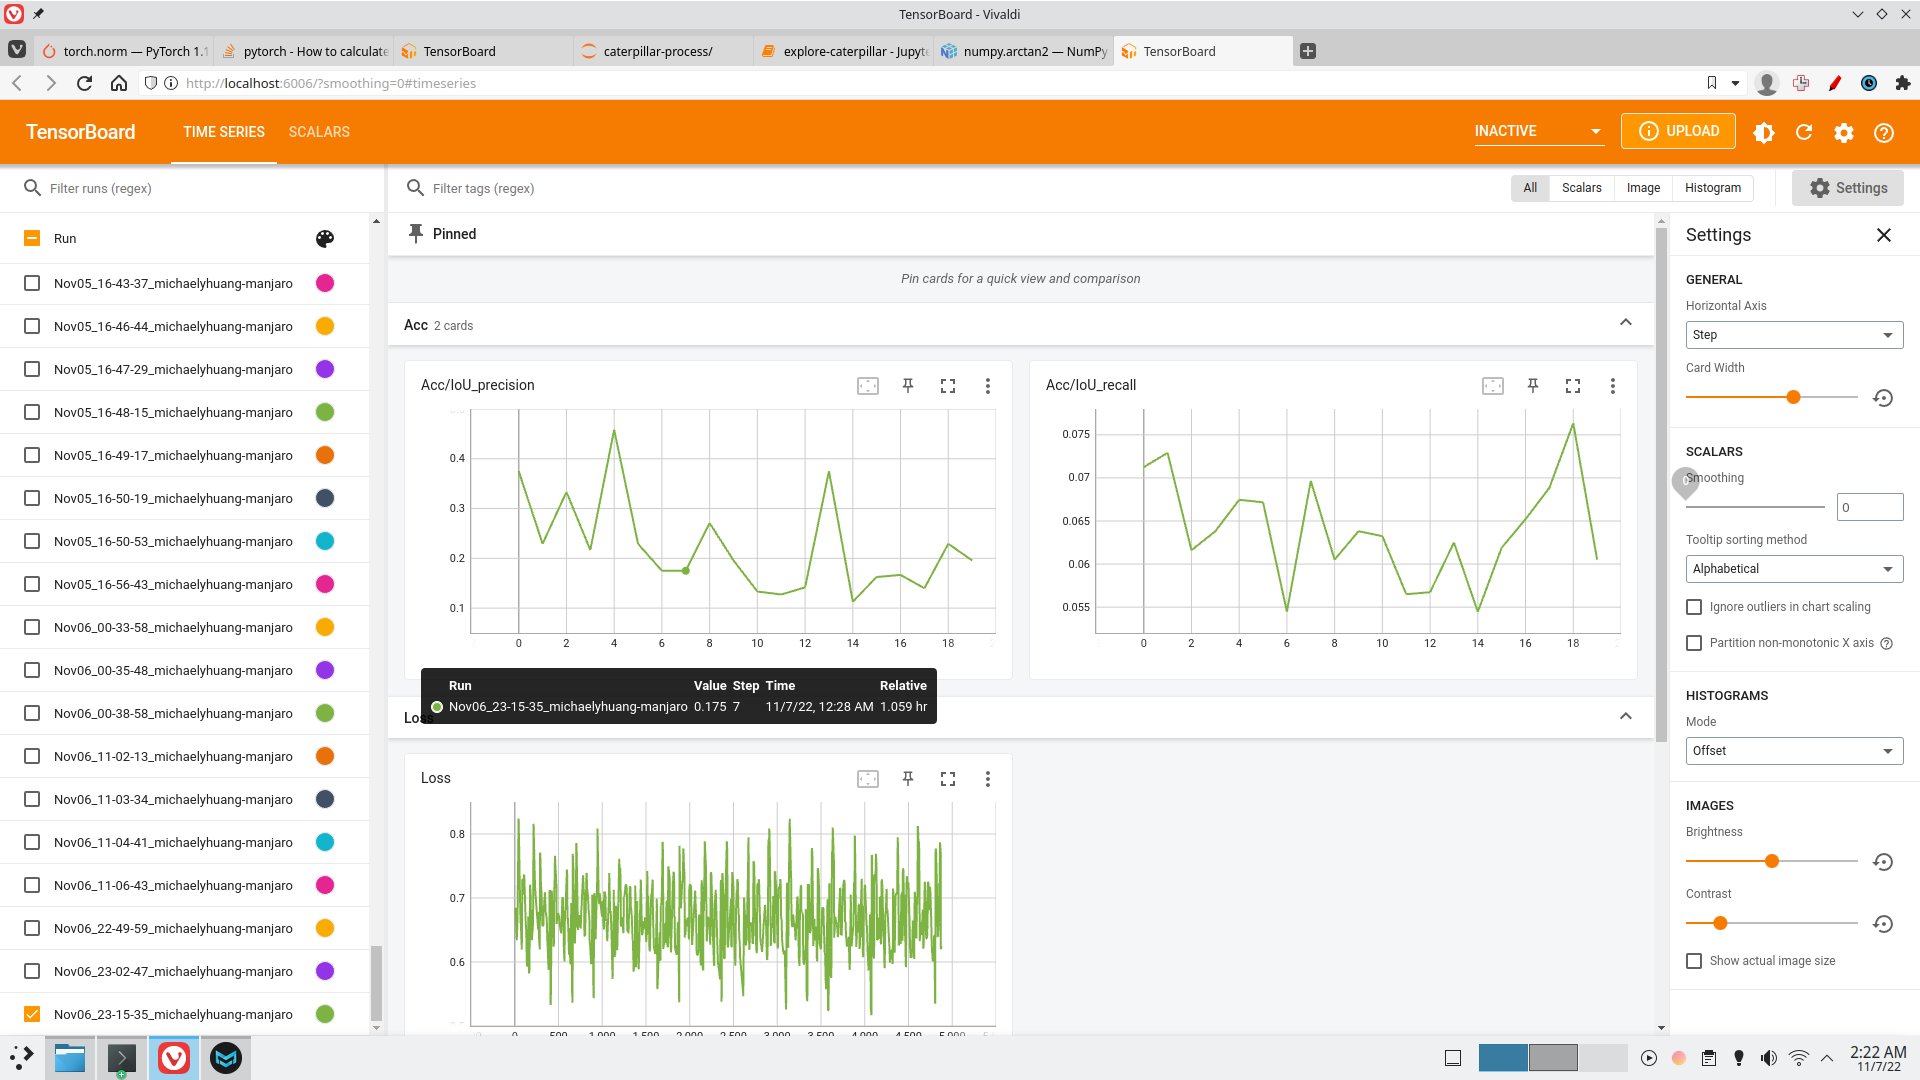 TensorBoard - Vivaldi
torch.norm — PyTorch 1.1
pytorch - How to calculate
TensorBoard
caterpillar-process/
explore-caterpillar - Jupyt
numpy.arctan2 — NumPy
TensorBoard
http://localhost:6006/?smoothing=0#timeseries
TensorBoard
TIME SERIES
SCALARS
INACTIVE
UPLOAD
Filter runs (regex)
Filter tags (regex)
All
Scalars
Image
Histogram
Settings
Run
Nov05_16-43-37_michaelyhuang-manjaro
Nov05_16-46-44_michaelyhuang-manjaro
Nov05_16-47-29_michaelyhuang-manjaro
Nov05_16-48-15_michaelyhuang-manjaro
Nov05_16-49-17_michaelyhuang-manjaro
Nov05_16-50-19_michaelyhuang-manjaro
Nov05_16-50-53_michaelyhuang-manjaro
Nov05_16-56-43_michaelyhuang-manjaro
Nov06_00-33-58_michaelyhuang-manjaro
Nov06_00-35-48_michaelyhuang-manjaro
Nov06_00-38-58_michaelyhuang-manjaro
Nov06_11-02-13_michaelyhuang-manjaro
Nov06_11-03-34_michaelyhuang-manjaro
Nov06_11-04-41_michaelyhuang-manjaro
Nov06_11-06-43_michaelyhuang-manjaro
Nov06_22-49-59_michaelyhuang-manjaro
Nov06_23-02-47_michaelyhuang-manjaro
Nov06_23-15-35_michaelyhuang-manjaro
Pinned
Pin cards for a quick view and comparison
Acc 2 cards
Acc/IoU_precision
0.4
0.3
0.2
0.1
0 2 4 6 8 10 12 14 16 18
Acc/IoU_recall
0.075
0.07
0.065
0.06
0.055
0 2 4 6 8 10 12 14 16 18
Run Value Step Time Relative
Nov06_23-15-35_michaelyhuang-manjaro 0.175 7 11/7/22, 12:28 AM 1.059 hr
Loss
Loss
0.8
0.7
0.6
0 500 1,000 1,500 2,000 2,500 3,000 3,500 4,000 4,500 5,000
Settings
GENERAL
Horizontal Axis
Step
Card Width
SCALARS
Smoothing
0
Tooltip sorting method
Alphabetical
Ignore outliers in chart scaling
Partition non-monotonic X axis
HISTOGRAMS
Mode
Offset
IMAGES
Brightness
Contrast
Show actual image size
2:22 AM
11/7/22